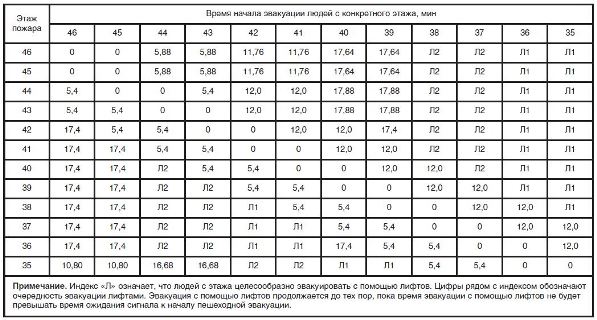 Этаж пожара
Время начала эвакуации людей с конкретного этажа, мин
46 45 44 43 42 41 40 39 38 37 36 35
46 0 0 5,88 5,88 11,76 11,76 17,64 17,64 Л2 Л2 Л1 Л1
45 0 0 5,88 5,88 11,76 11,76 17,64 17,64 Л2 Л2 Л1 Л1
44 5,4 0 0 0 12,0 12,0 17,88 17,88 Л2 Л2 Л1 Л1
43 5,4 5,4 0 0 12,0 12,0 17,88 17,88 Л2 Л2 Л1 Л1
42 17,4 5,4 0 0 0 12,0 12,0 17,4 Л2 Л2 Л1 Л1
41 17,4 17,4 5,4 5,4 0 0 12,0 12,0 Л2 Л2 Л1 Л1
40 17,4 17,4 Л2 5,4 5,4 0 0 0 12,0 12,0 Л2 Л1
39 17,4 17,4 Л2 Л2 5,4 5,4 0 0 12,0 12,0 Л1 Л1
38 17,4 17,4 Л2 Л2 Л1 5,4 5,4 0 0 12,0 12,0 Л1
37 17,4 17,4 Л2 Л2 Л1 Л1 5,4 5,4 0 0 12,0 12,0
36 17,4 17,4 Л2 Л2 Л1 Л1 17,4 5,4 5,4 0 0 12,0
35 10,80 10,80 16,68 16,68 Л2 Л2 Л1 Л1 5,4 5,4 0 0
Примечание. Индекс «Л» означает, что людей с этажа целесообразно эвакуировать с помощью лифтов. Цифры рядом с индексом обозначают
очередность эвакуации лифтами. Эвакуация с помощью лифтов продолжается до тех пор, пока время эвакуации с помощью лифтов не будет
превышать время ожидания сигнала к началу пешеходной эвакуации.